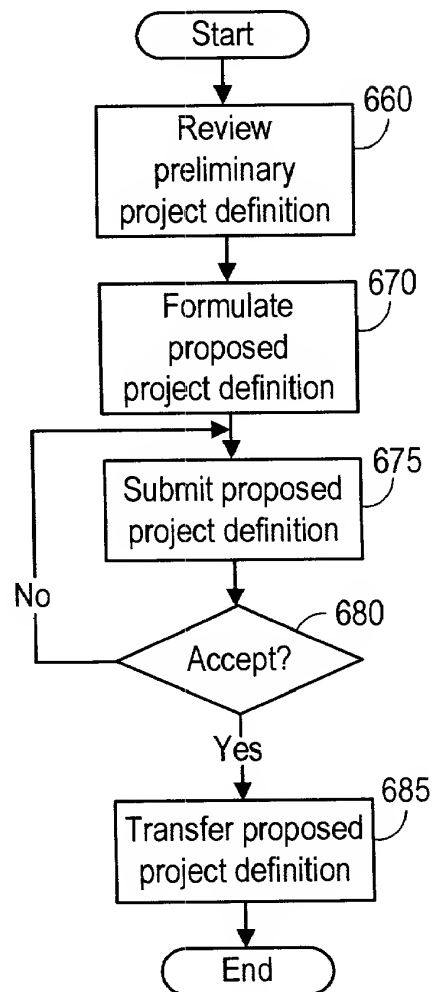 Start
660
Review
preliminary
project definition
670
Formulate
proposed
project definition
675
Submit proposed
project definition
No
680
Accept?
Yes
685
Transfer proposed
project definition
End